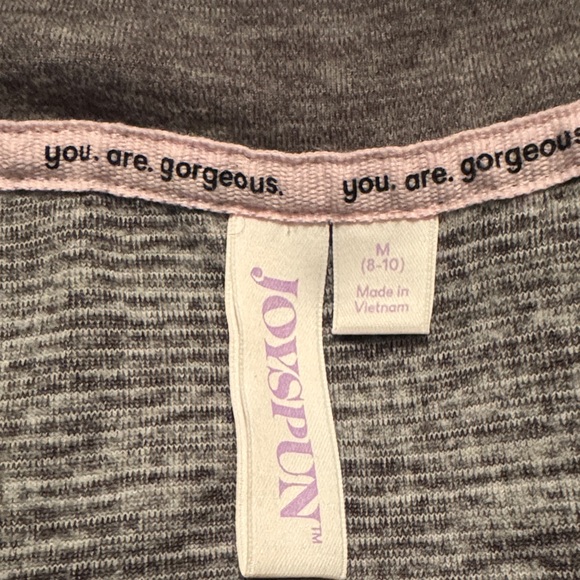 you. are. gorgeous. you. are. gorgeous
M
(8-10)
Made in
Vietnam
JOYSPUN™